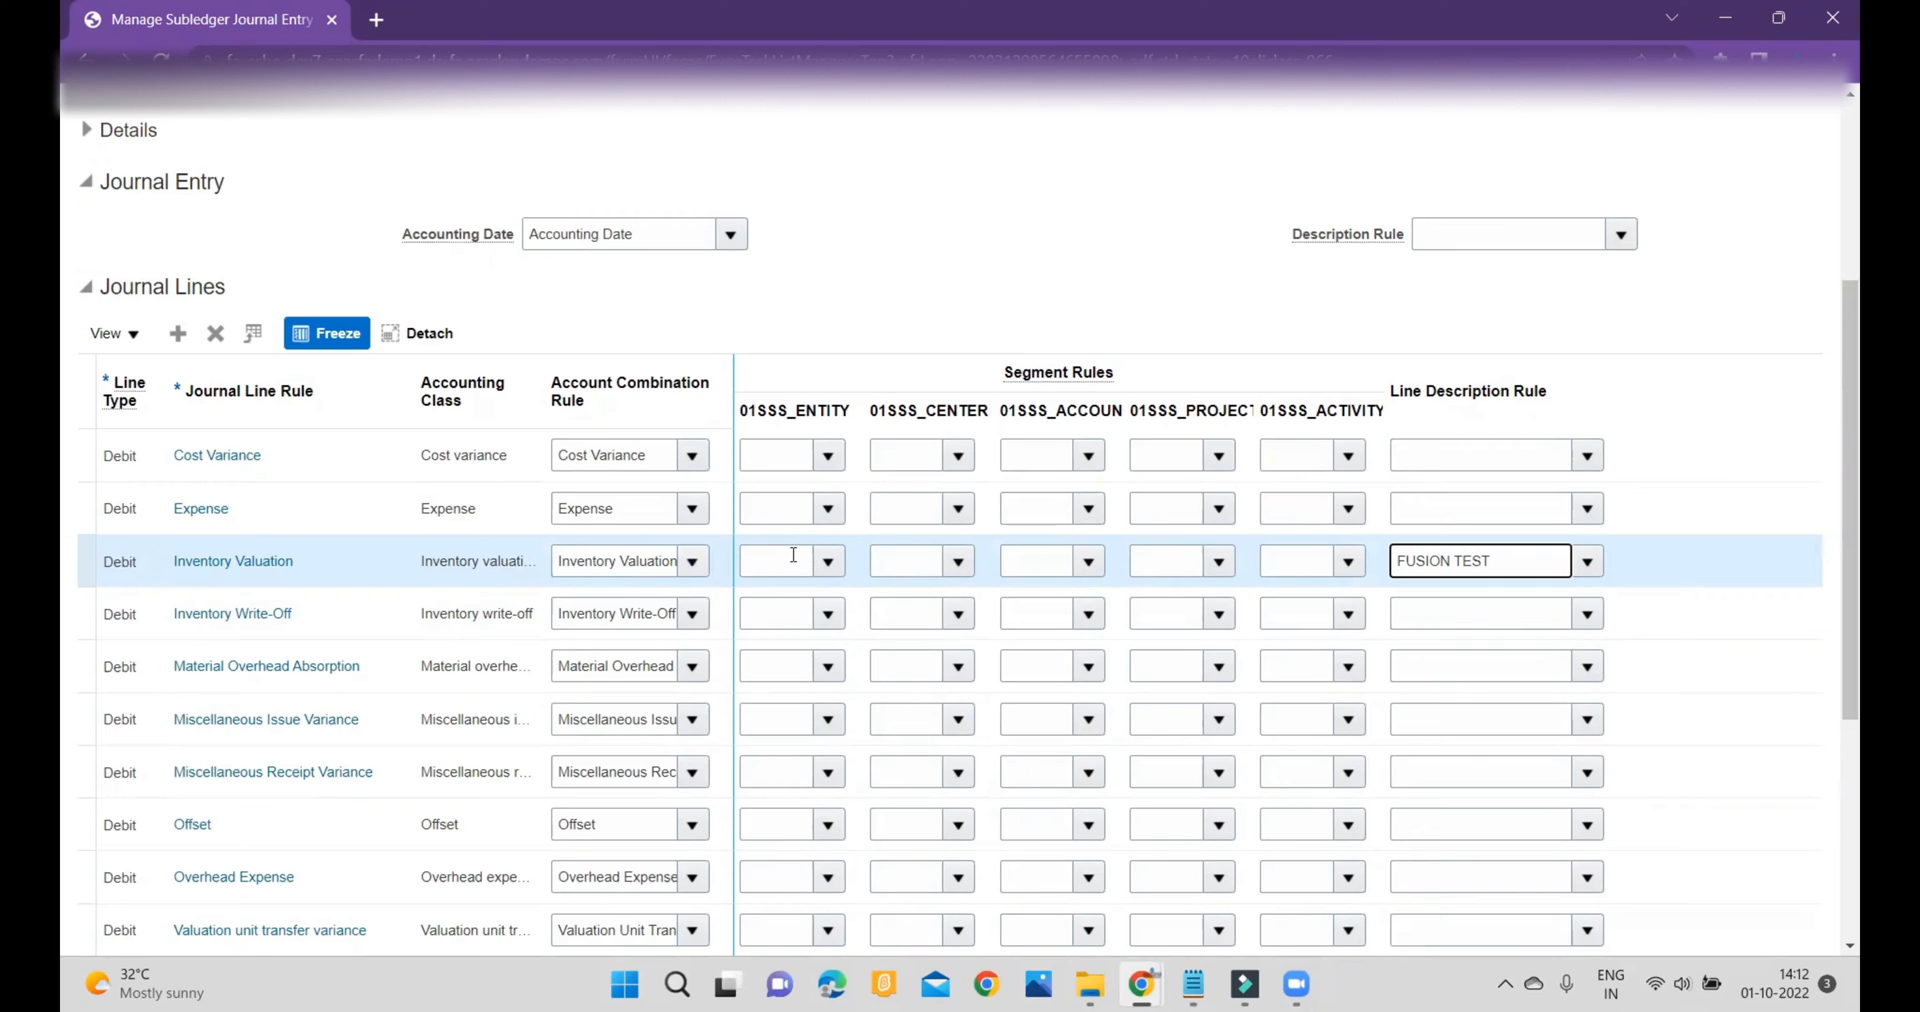 Manage Subledger Journal Entry
Details
Journal Entry
Accounting Date Accounting Date Description Rule
Journal Lines
View Freeze Detach
* Line Type * Journal Line Rule Accounting Class Account Combination Rule Segment Rules Line Description Rule
01SSS_ENTITY 01SSS_CENTER 01SSS_ACCOUN 01SSS_PROJECT 01SSS_ACTIVITY
Debit Cost Variance Cost variance Cost Variance
Debit Expense Expense Expense
Debit Inventory Valuation Inventory valuati... Inventory Valuation FUSION TEST
Debit Inventory Write-Off Inventory write-off Inventory Write-Off
Debit Material Overhead Absorption Material overhe... Material Overhead
Debit Miscellaneous Issue Variance Miscellaneous i... Miscellaneous Issu
Debit Miscellaneous Receipt Variance Miscellaneous r... Miscellaneous Rec
Debit Offset Offset Offset
Debit Overhead Expense Overhead expe... Overhead Expense
Debit Valuation unit transfer variance Valuation unit tr... Valuation Unit Tran
32°C
Mostly sunny
ENG
IN
14:12
01-10-2022
3